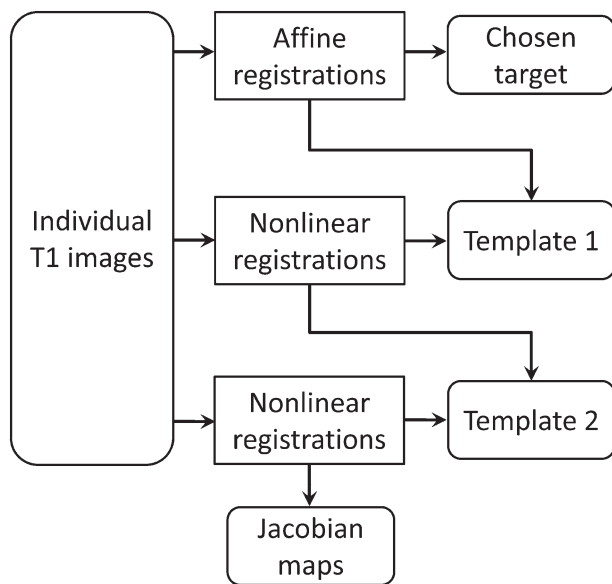 Individual
T1 images
Affine
registrations
Chosen
target
Nonlinear
registrations
Template 1
Nonlinear
registrations
Template 2
Jacobian
maps